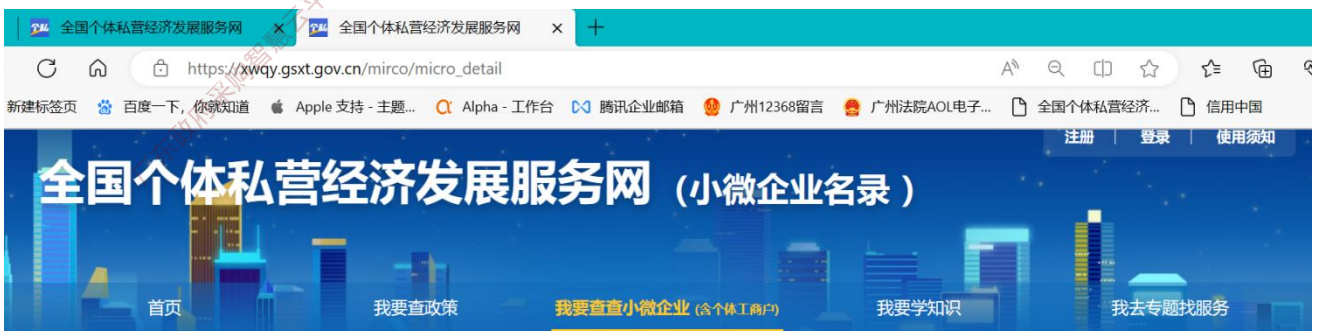 全国个体私营经济发展服务网 全国个体私营经济发展服务网
https://xwqy.gsxt.gov.cn/mirco/micro_detail
新建标签页 百度一下,你就知道 Apple 支持 - 主题... Alpha - 工作台 腾讯企业邮箱 广州12368留言 广州法院AOL电子... 全国个体私营经济... 信用中国
注册 | 登录 | 使用须知
全国个体私营经济发展服务网(小微企业名录)
首页 我要查政策 我要查查小微企业 (含个体工商户) 我要学知识 我去专题找服务